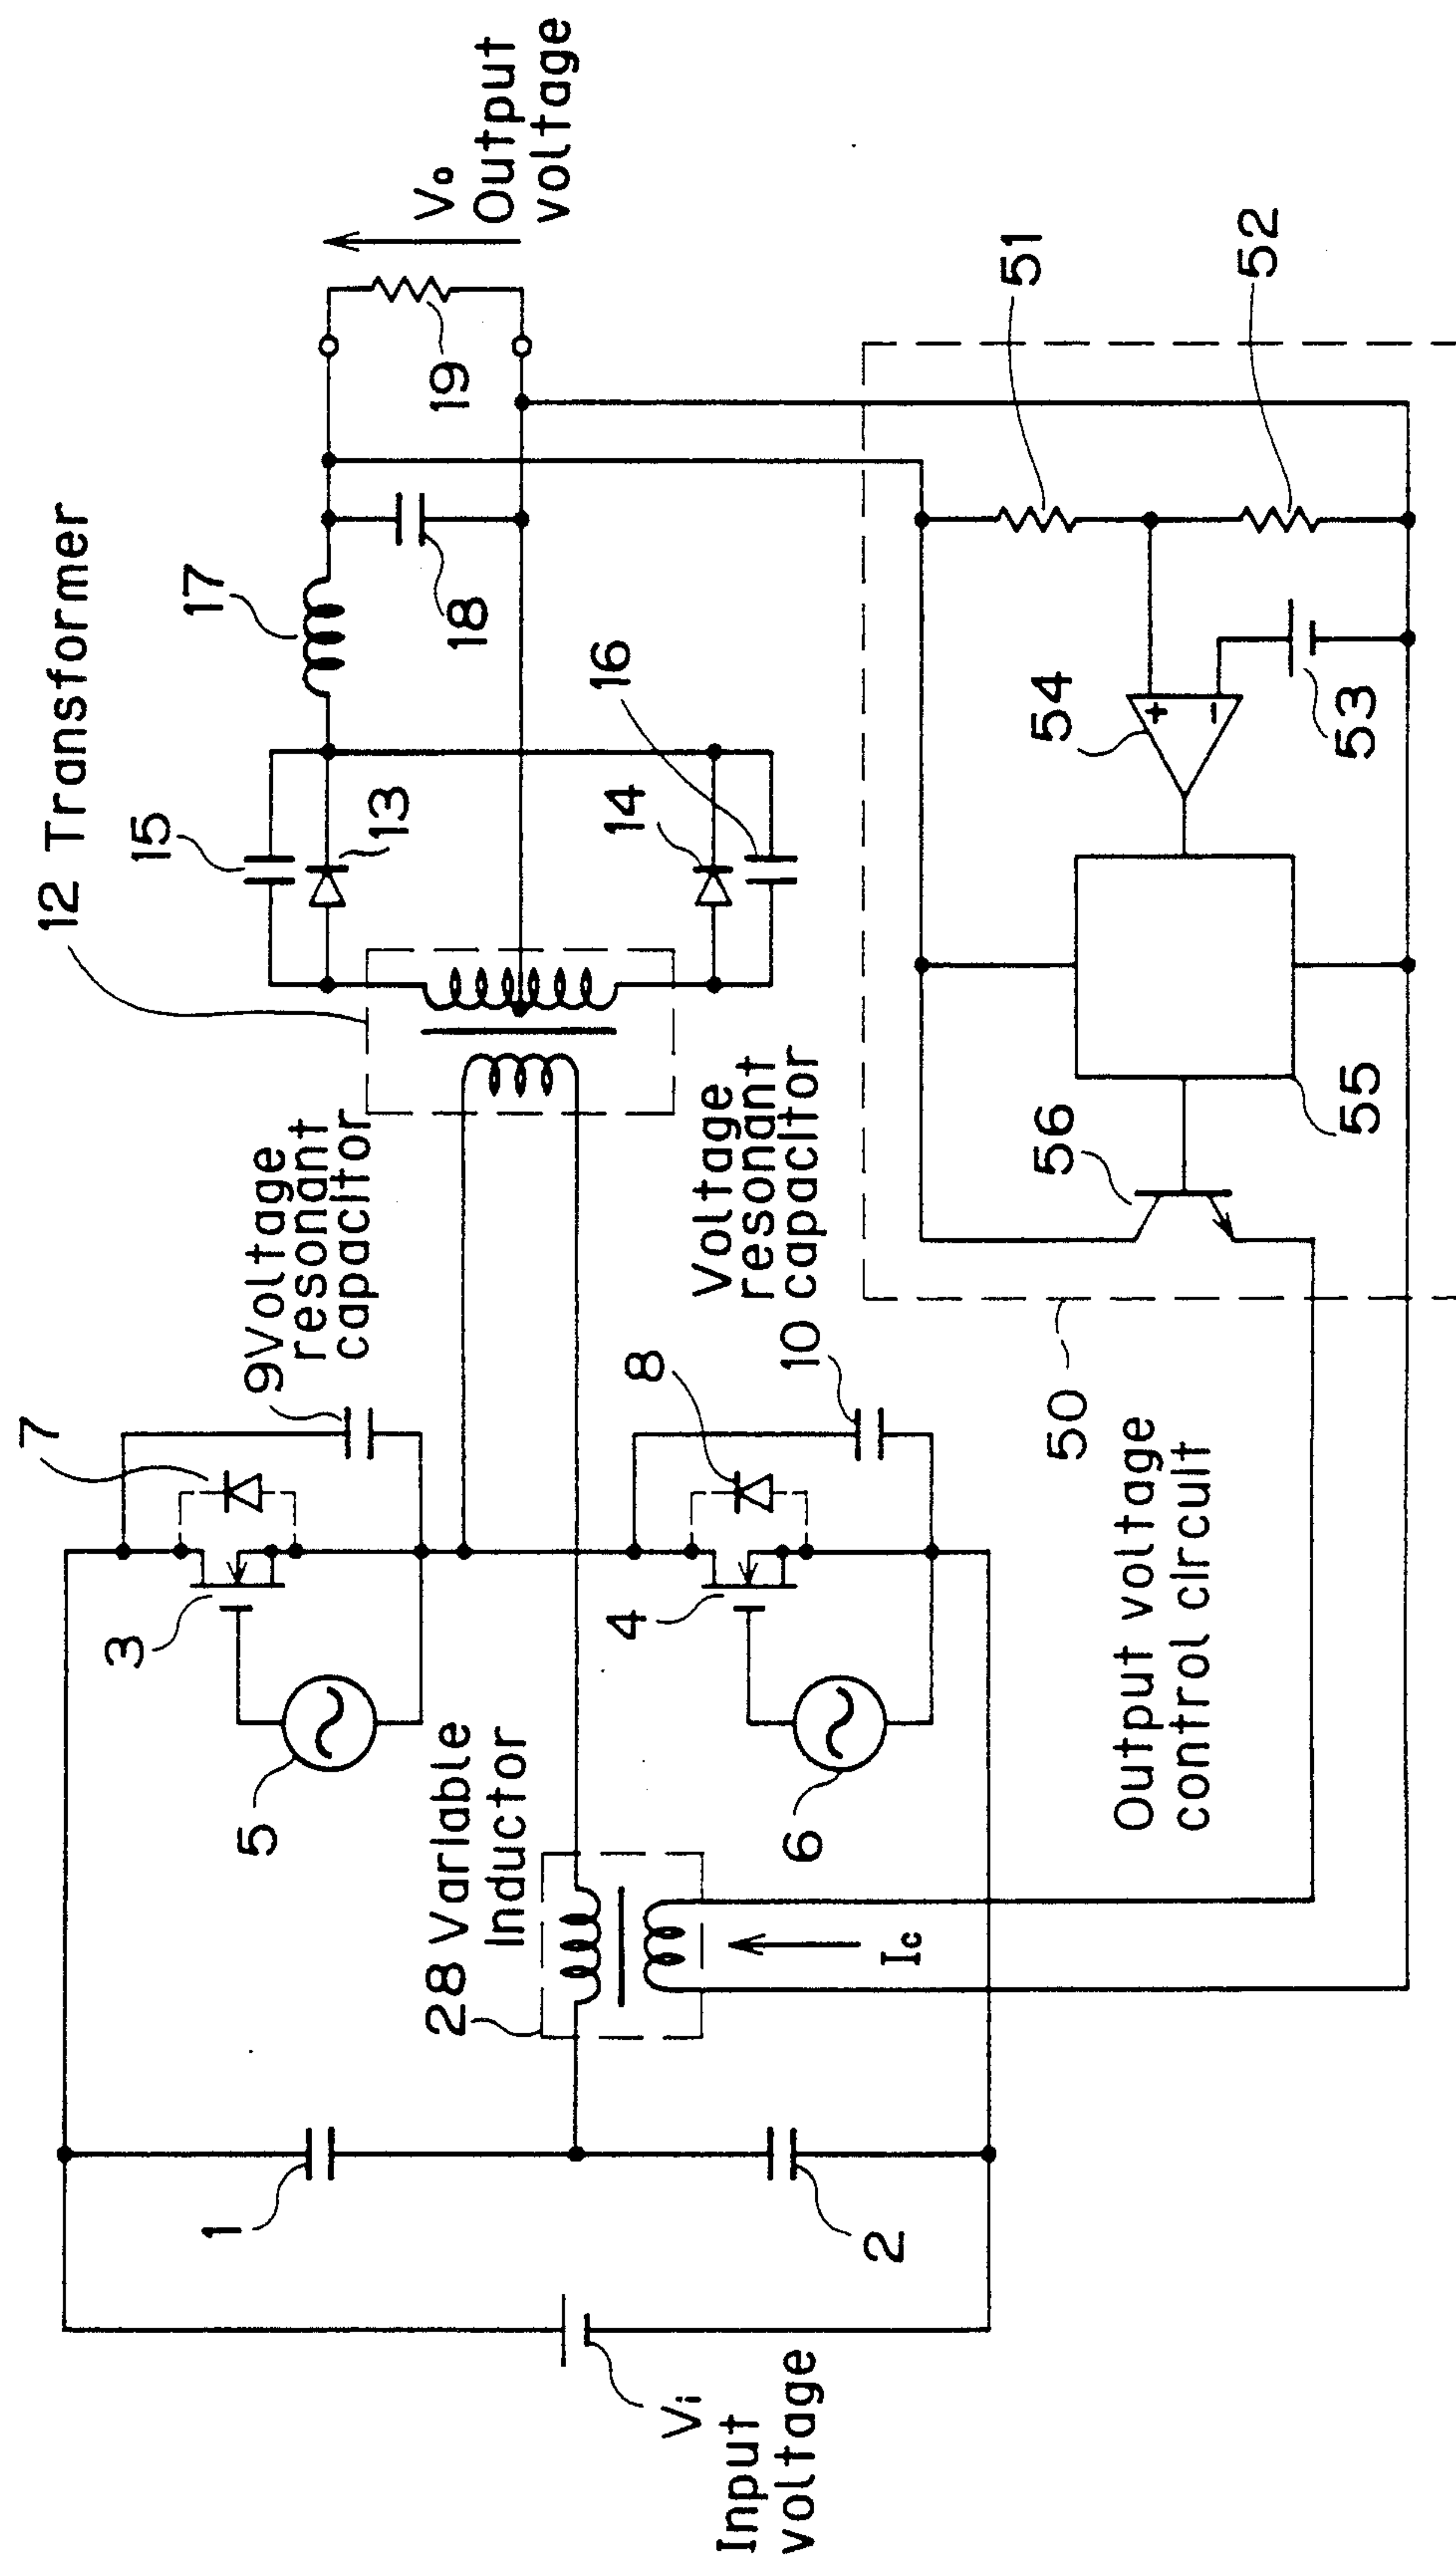 12 Transformer
17
15
13
18
19
Vo
Output
voltage
14
16
7
9 Voltage
resonant
capacitor
3
5
Voltage
resonant
10 capacitor
8
4
6
28 Variable
Inductor
Ic
1
2
Vi
Input
voltage
50
Output voltage
control circuit
51
52
53
54
55
56
+
-